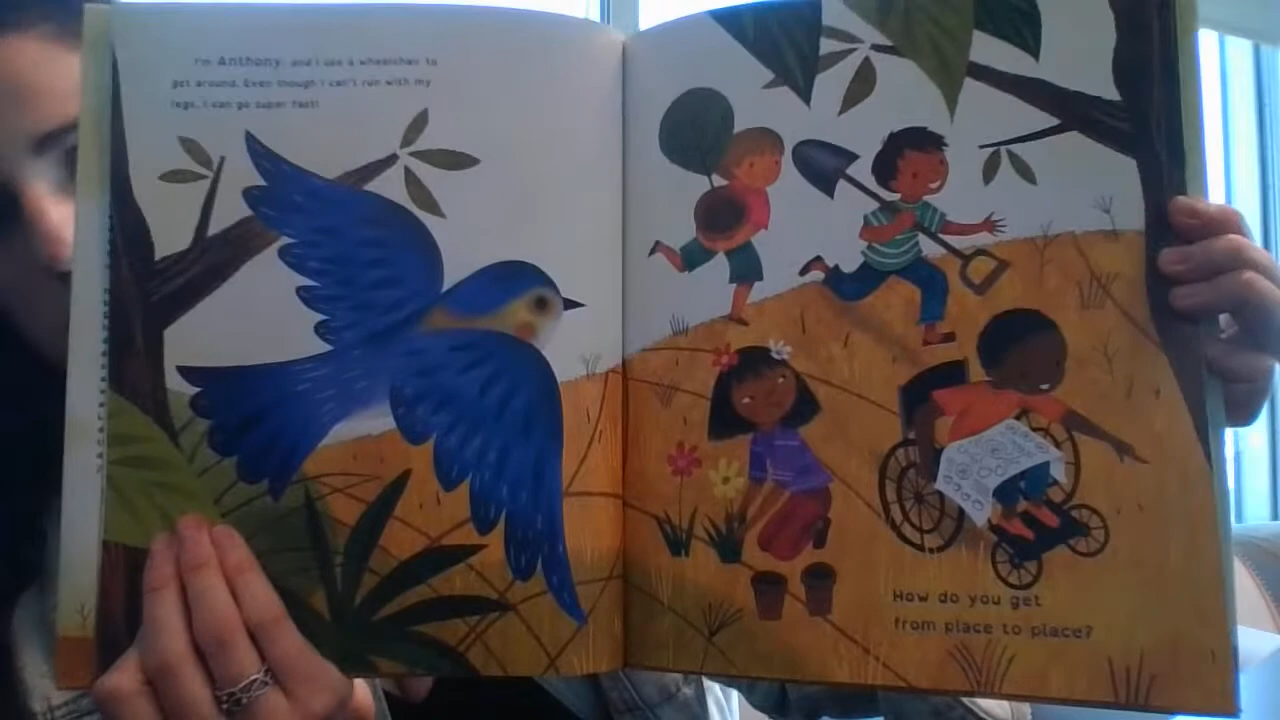 I'm Anthony, and I use a wheelchair to
get around. Even though I can't run with my
legs, I can go super fast!
How do you get
from place to place?